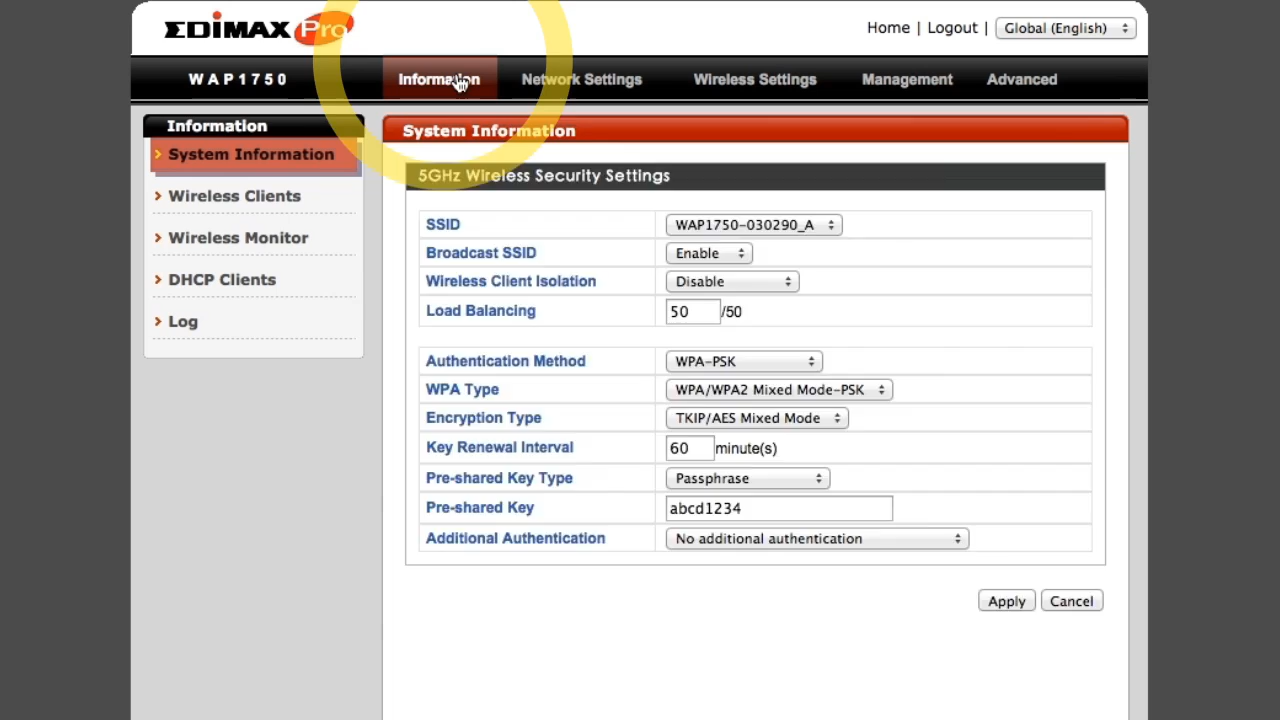 EDIMAX Pro
Home | Logout | Global (English)
WAP1750
Information Network Settings Wireless Settings Management Advanced
Information
System Information
Wireless Clients
Wireless Monitor
DHCP Clients
Log
System Information
5GHz Wireless Security Settings
SSID WAP1750-030290_A
Broadcast SSID Enable
Wireless Client Isolation Disable
Load Balancing 50 /50
Authentication Method WPA-PSK
WPA Type WPA/WPA2 Mixed Mode-PSK
Encryption Type TKIP/AES Mixed Mode
Key Renewal Interval 60 minute(s)
Pre-shared Key Type Passphrase
Pre-shared Key abcd1234
Additional Authentication No additional authentication
Apply Cancel